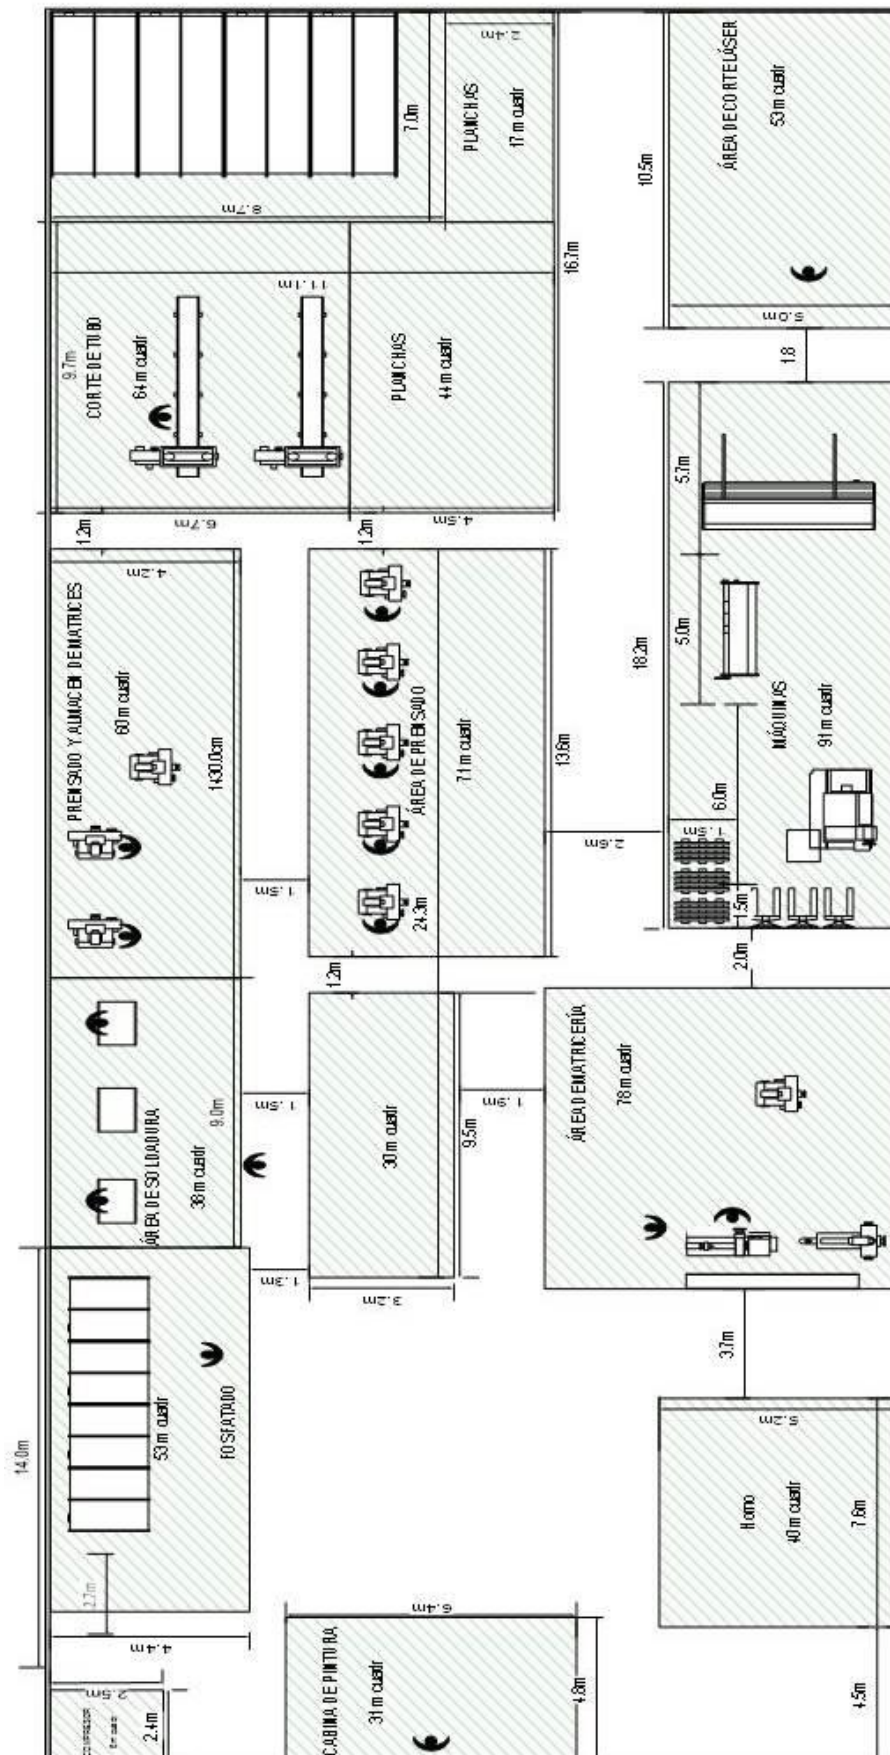 2.4m
PLANCHAS
17 m cuadr
7.0m
8.7m
ÁREA DE CORTE LÁSER
53 m cuadr
10.5m
16.7m
11.1m
9.7m
CORTE DE TUBO
64 m cuadr
PLANCHAS
44 m cuadr
6.0m
1.8
6.7m
4.5m
1.2m
1.2m
5.7m
4.2m
PRENSADO Y ALMACEN DE MATRICES
60 m cuadr
1430.0cm
ÁREA DE PRENSADO
71 m cuadr
13.6m
24.3m
18.2m
5.0m
MÁQUINAS
91 m cuadr
6.0m
1.5m
1.5m
2.6m
1.5m
1.2m
2.0m
ÁREA DE SOLDADURA
38 m cuadr
9.0m
1.5m
30 m cuadr
9.5m
1.9m
ÁREA DE MATRICERÍA
78 m cuadr
1.3m
3.2m
3.7m
14.0m
53 m cuadr
FOSFATADO
5.2m
Horno
40 m cuadr
7.6m
2.7m
4.4m
6.4m
2.5m
COMPRESOR
2.4m
CABINA DE PINTURA
31 m cuadr
4.8m
4.5m